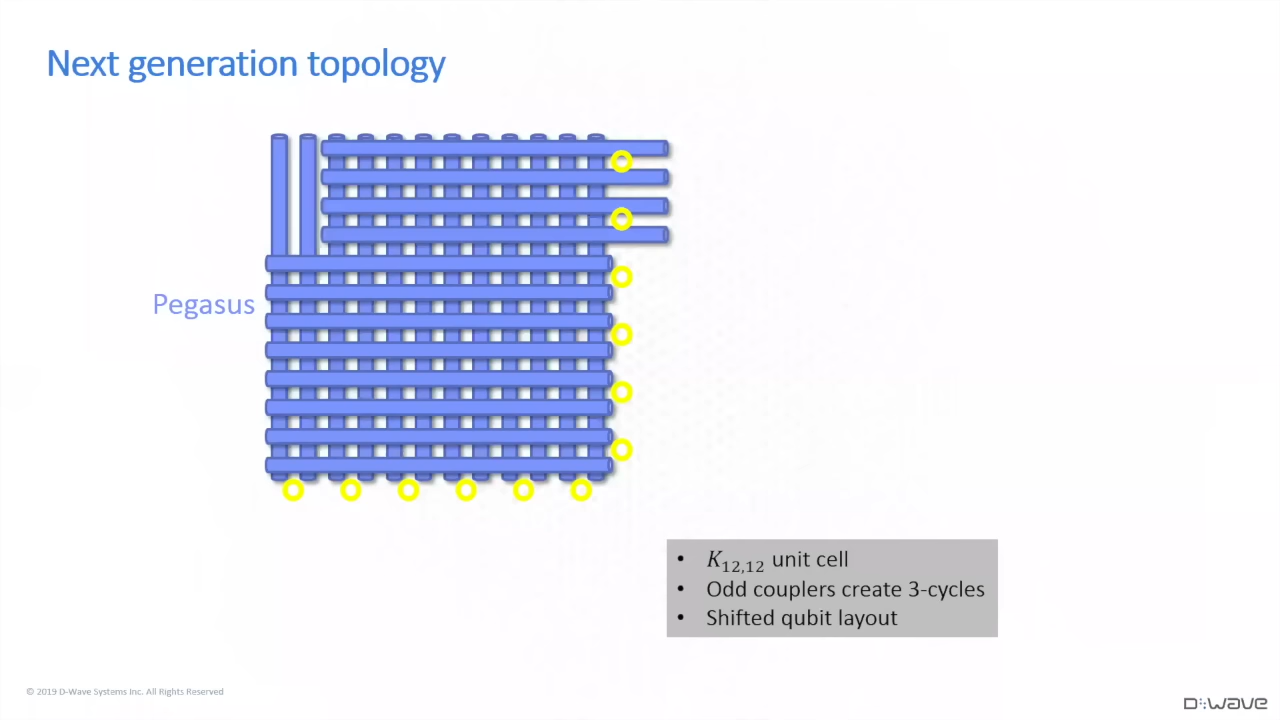 Next generation topology
Pegasus
• K12,12 unit cell
• Odd couplers create 3-cycles
• Shifted qubit layout
© 2019 D-Wave Systems Inc. All Rights Reserved
D:WAVE